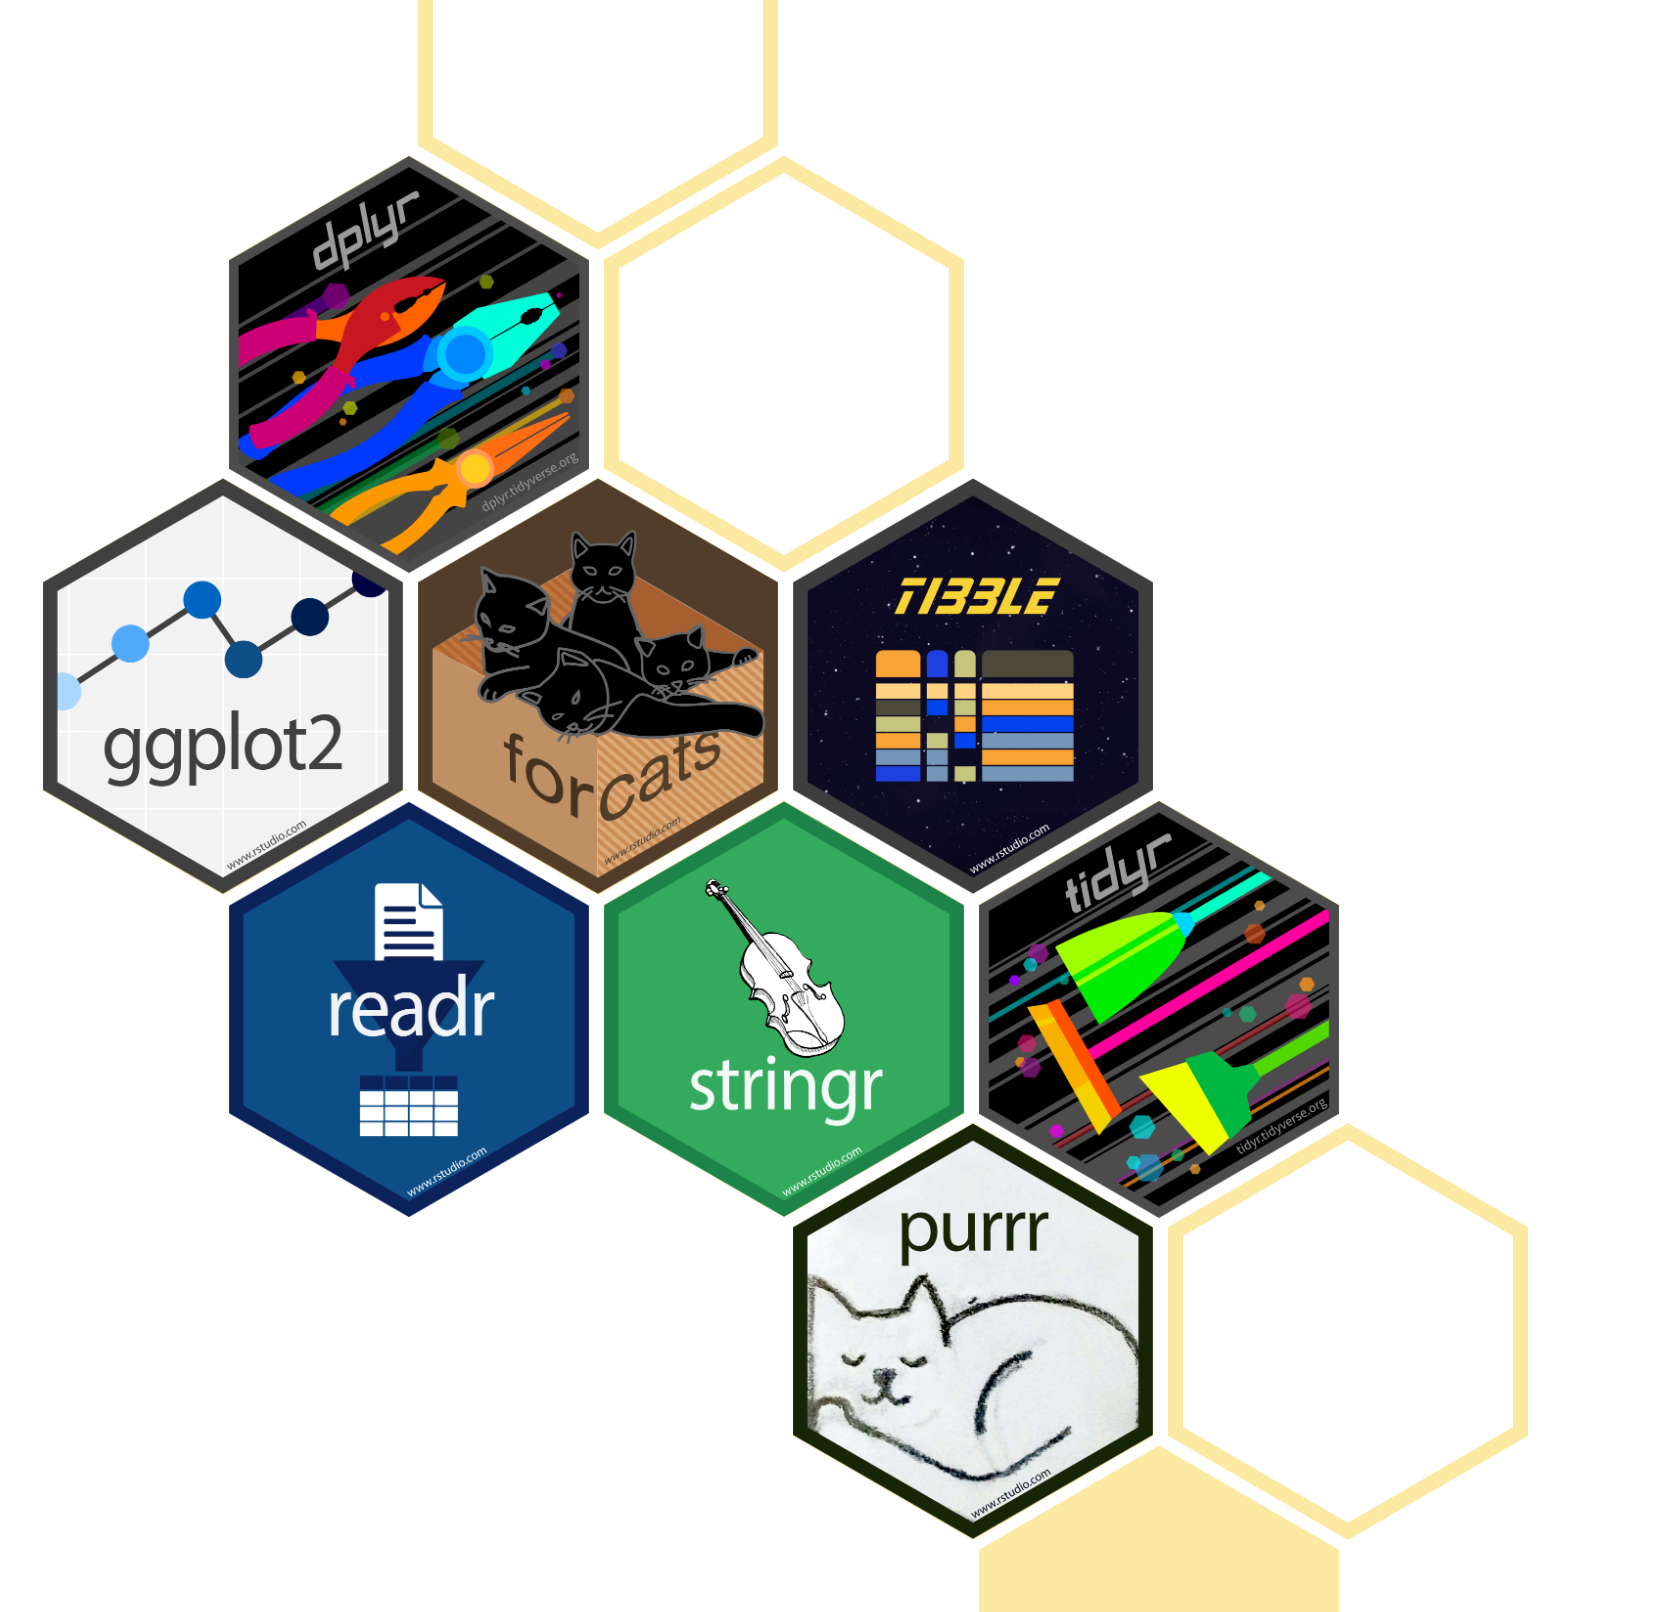 dplyr
dplyr.tidyverse.org
ggplot2
www.rstudio.com
forcats
www.rstudio.com
TIBBLE
www.rstudio.com
readr
www.rstudio.com
stringr
www.rstudio.com
tidyr
tidyr.tidyverse.org
purrr
www.rstudio.com